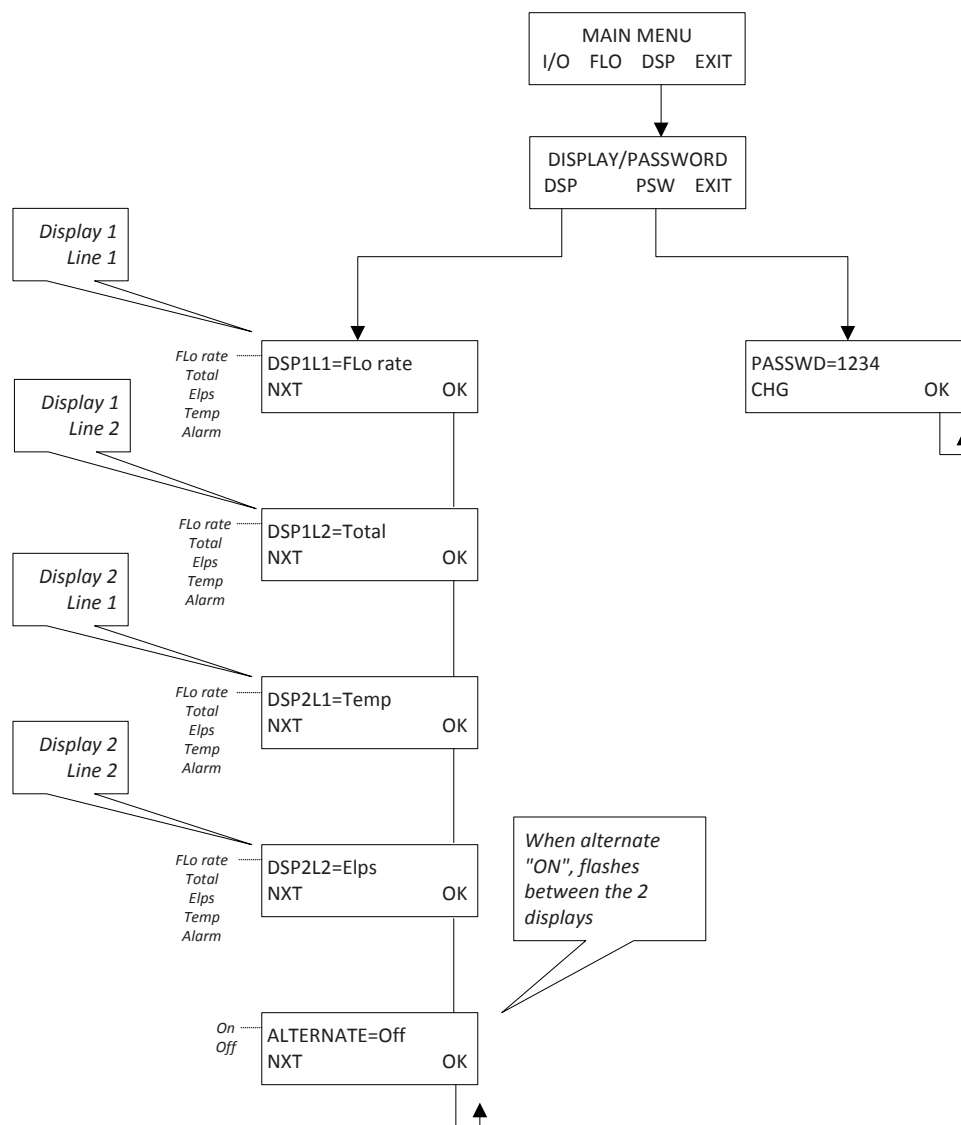 MAIN MENU
I/O FLO DSP EXIT
DISPLAY/PASSWORD
DSP PSW EXIT
Display 1
Line 1
FLo rate
Total
Elps
Temp
Alarm
DSP1L1=FLo rate
NXT OK
PASSWD=1234
CHG OK
Display 1
Line 2
FLo rate
Total
Elps
Temp
Alarm
DSP1L2=Total
NXT OK
Display 2
Line 1
FLo rate
Total
Elps
Temp
Alarm
DSP2L1=Temp
NXT OK
Display 2
Line 2
FLo rate
Total
Elps
Temp
Alarm
DSP2L2=Elps
NXT OK
When alternate
"ON", flashes
between the 2
displays
On
Off
ALTERNATE=Off
NXT OK